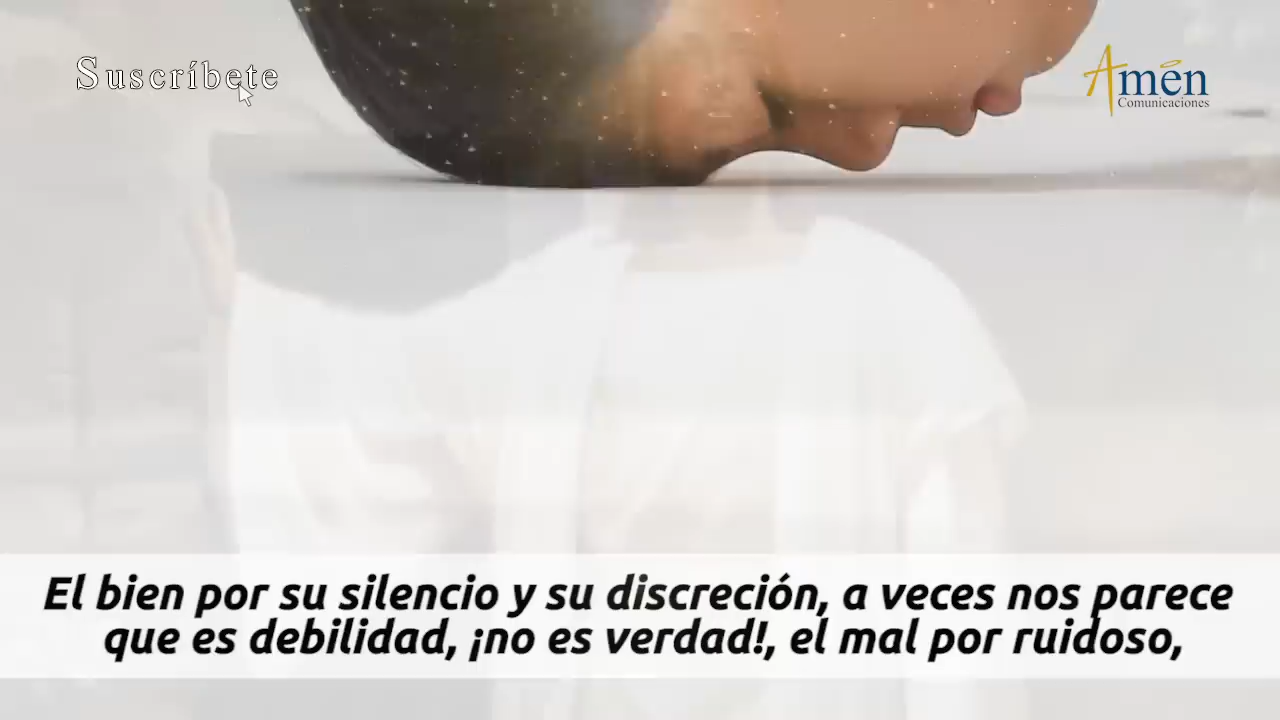 Suscríbete
Amén
Comunicaciones
El bien por su silencio y su discreción, a veces nos parece
que es debilidad, ¡no es verdad!, el mal por ruidoso,